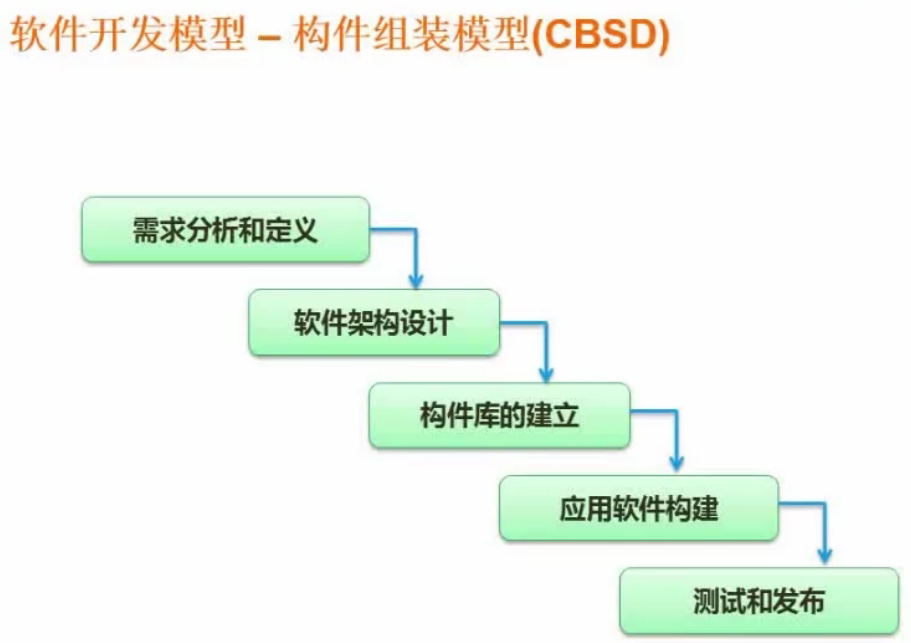 软件开发模型 – 构件组装模型(CBSD)
需求分析和定义
软件架构设计
构件库的建立
应用软件构建
测试和发布